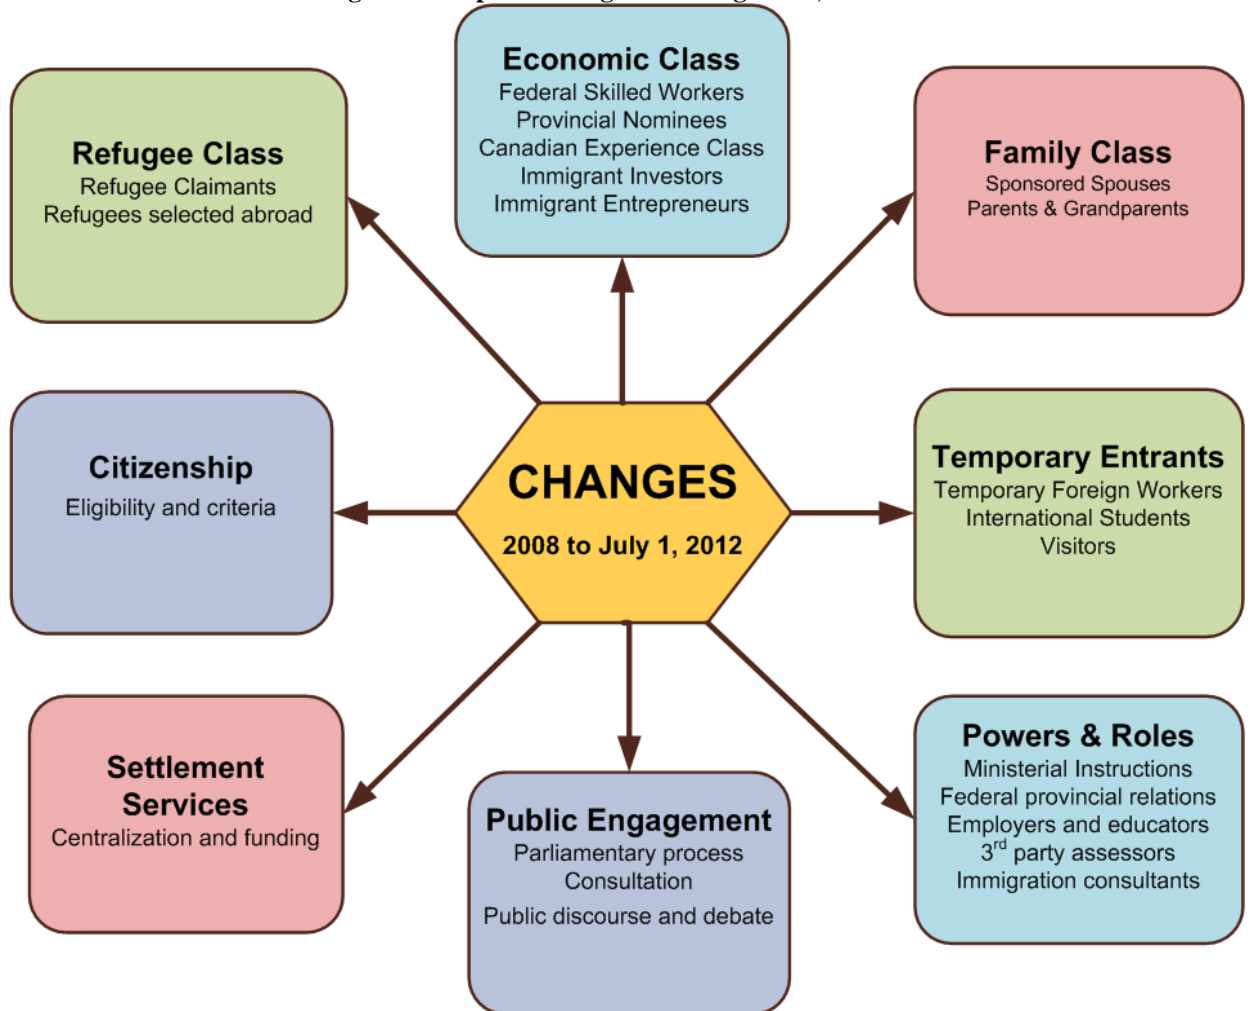 Economic Class
Federal Skilled Workers
Provincial Nominees
Canadian Experience Class
Immigrant Investors
Immigrant Entrepreneurs
Refugee Class
Refugee Claimants
Refugees selected abroad
Family Class
Sponsored Spouses
Parents & Grandparents
Citizenship
Eligibility and criteria
CHANGES
2008 to July 1, 2012
Temporary Entrants
Temporary Foreign Workers
International Students
Visitors
Settlement
Services
Centralization and funding
Public Engagement
Parliamentary process
Consultation
Public discourse and debate
Powers & Roles
Ministerial Instructions
Federal provincial relations
Employers and educators
3rd party assessors
Immigration consultants